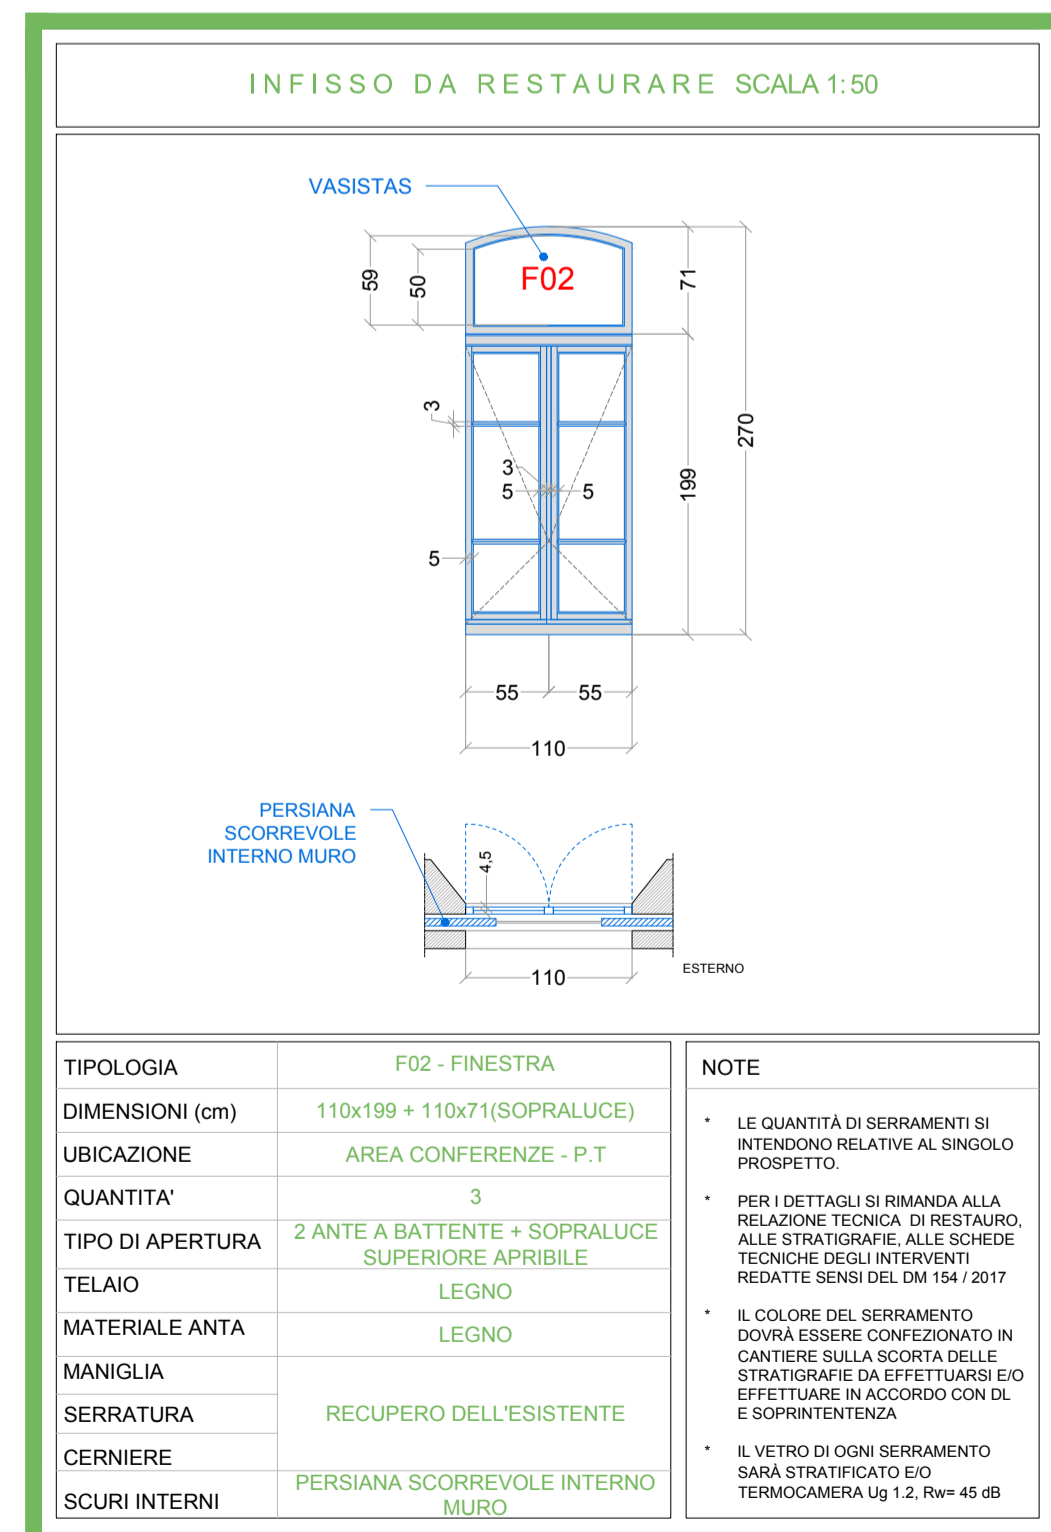 INFISSO DA RESTAURARE SCALA 1:50
VASISTAS
F02
59
50
71
3
270
3
5
5
199
5
55
55
110
PERSIANA
SCORREVOLE
INTERNO MURO
4,5
ESTERNO
110
TIPOLOGIA
F02 - FINESTRA
DIMENSIONI (cm)
110x199 + 110x71(SOPRALUCE)
UBICAZIONE
AREA CONFERENZE - P.T
QUANTITA'
3
TIPO DI APERTURA
2 ANTE A BATTENTE + SOPRALUCE
SUPERIORE APRIBILE
TELAIO
LEGNO
MATERIALE ANTA
LEGNO
MANIGLIA
SERRATURA
RECUPERO DELL'ESISTENTE
CERNIERE
SCURI INTERNI
PERSIANA SCORREVOLE INTERNO
MURO
NOTE
* LE QUANTITÀ DI SERRAMENTI SI
INTENDONO RELATIVE AL SINGOLO
PROSPETTO.
* PER I DETTAGLI SI RIMANDA ALLA
RELAZIONE TECNICA DI RESTAURO,
ALLE STRATIGRAFIE, ALLE SCHEDE
TECNICHE DEGLI INTERVENTI
REDATTE SENSI DEL DM 154 / 2017
* IL COLORE DEL SERRAMENTO
DOVRÀ ESSERE CONFEZIONATO IN
CANTIERE SULLA SCORTA DELLE
STRATIGRAFIE DA EFFETTUARSI E/O
EFFETTUARE IN ACCORDO CON DL
E SOPRINTENTENZA
* IL VETRO DI OGNI SERRAMENTO
SARÀ STRATIFICATO E/O
TERMOCAMERA Ug 1.2, Rw= 45 dB